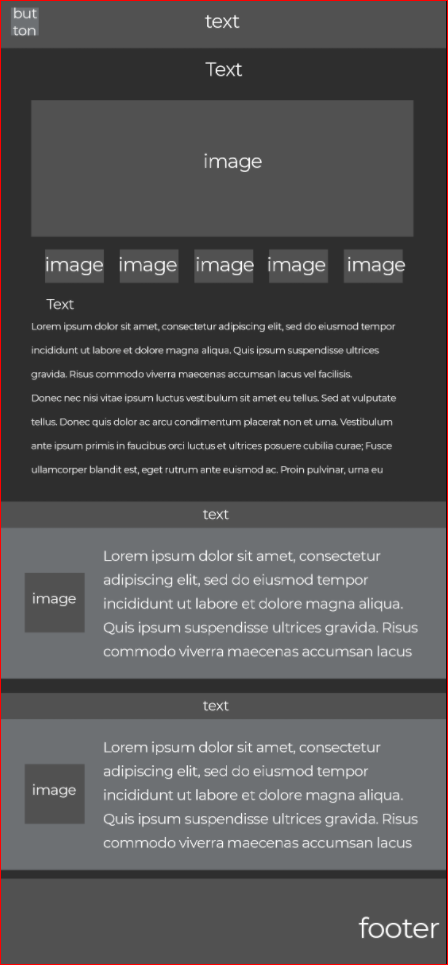 but
ton
text
Text
image
image image image image image
Text
Lorem ipsum dolor sit amet, consectetur adipiscing elit, sed do eiusmod tempor
incididunt ut labore et dolore magna aliqua. Quis ipsum suspendisse ultrices
gravida. Risus commodo viverra maecenas accumsan lacus vel facilisis.
Donec nec nisi vitae ipsum luctus vestibulum sit amet eu tellus. Sed at vulputate
tellus. Donec quis dolor ac arcu condimentum placerat non et urna. Vestibulum
ante ipsum primis in faucibus orci luctus et ultrices posuere cubilia curae; Fusce
ullamcorper blandit est, eget rutrum ante euismod ac. Proin pulvinar, urna eu
text
image
Lorem ipsum dolor sit amet, consectetur
adipiscing elit, sed do eiusmod tempor
incididunt ut labore et dolore magna aliqua.
Quis ipsum suspendisse ultrices gravida. Risus
commodo viverra maecenas accumsan lacus
text
image
Lorem ipsum dolor sit amet, consectetur
adipiscing elit, sed do eiusmod tempor
incididunt ut labore et dolore magna aliqua.
Quis ipsum suspendisse ultrices gravida. Risus
commodo viverra maecenas accumsan lacus
footer